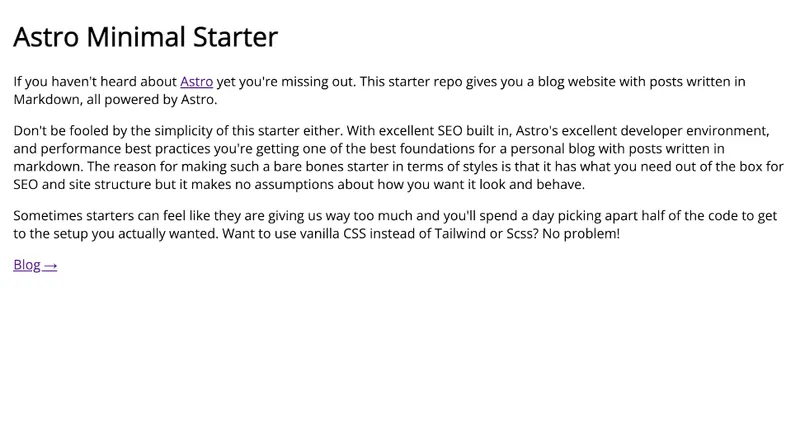 Astro Minimal Starter
If you haven't heard about Astro yet you're missing out. This starter repo gives you a blog website with posts written in
Markdown, all powered by Astro.
Don't be fooled by the simplicity of this starter either. With excellent SEO built in, Astro's excellent developer environment,
and performance best practices you're getting one of the best foundations for a personal blog with posts written in
markdown. The reason for making such a bare bones starter in terms of styles is that it has what you need out of the box for
SEO and site structure but it makes no assumptions about how you want it look and behave.
Sometimes starters can feel like they are giving us way too much and you'll spend a day picking apart half of the code to get
to the setup you actually wanted. Want to use vanilla CSS instead of Tailwind or Scss? No problem!
Blog →